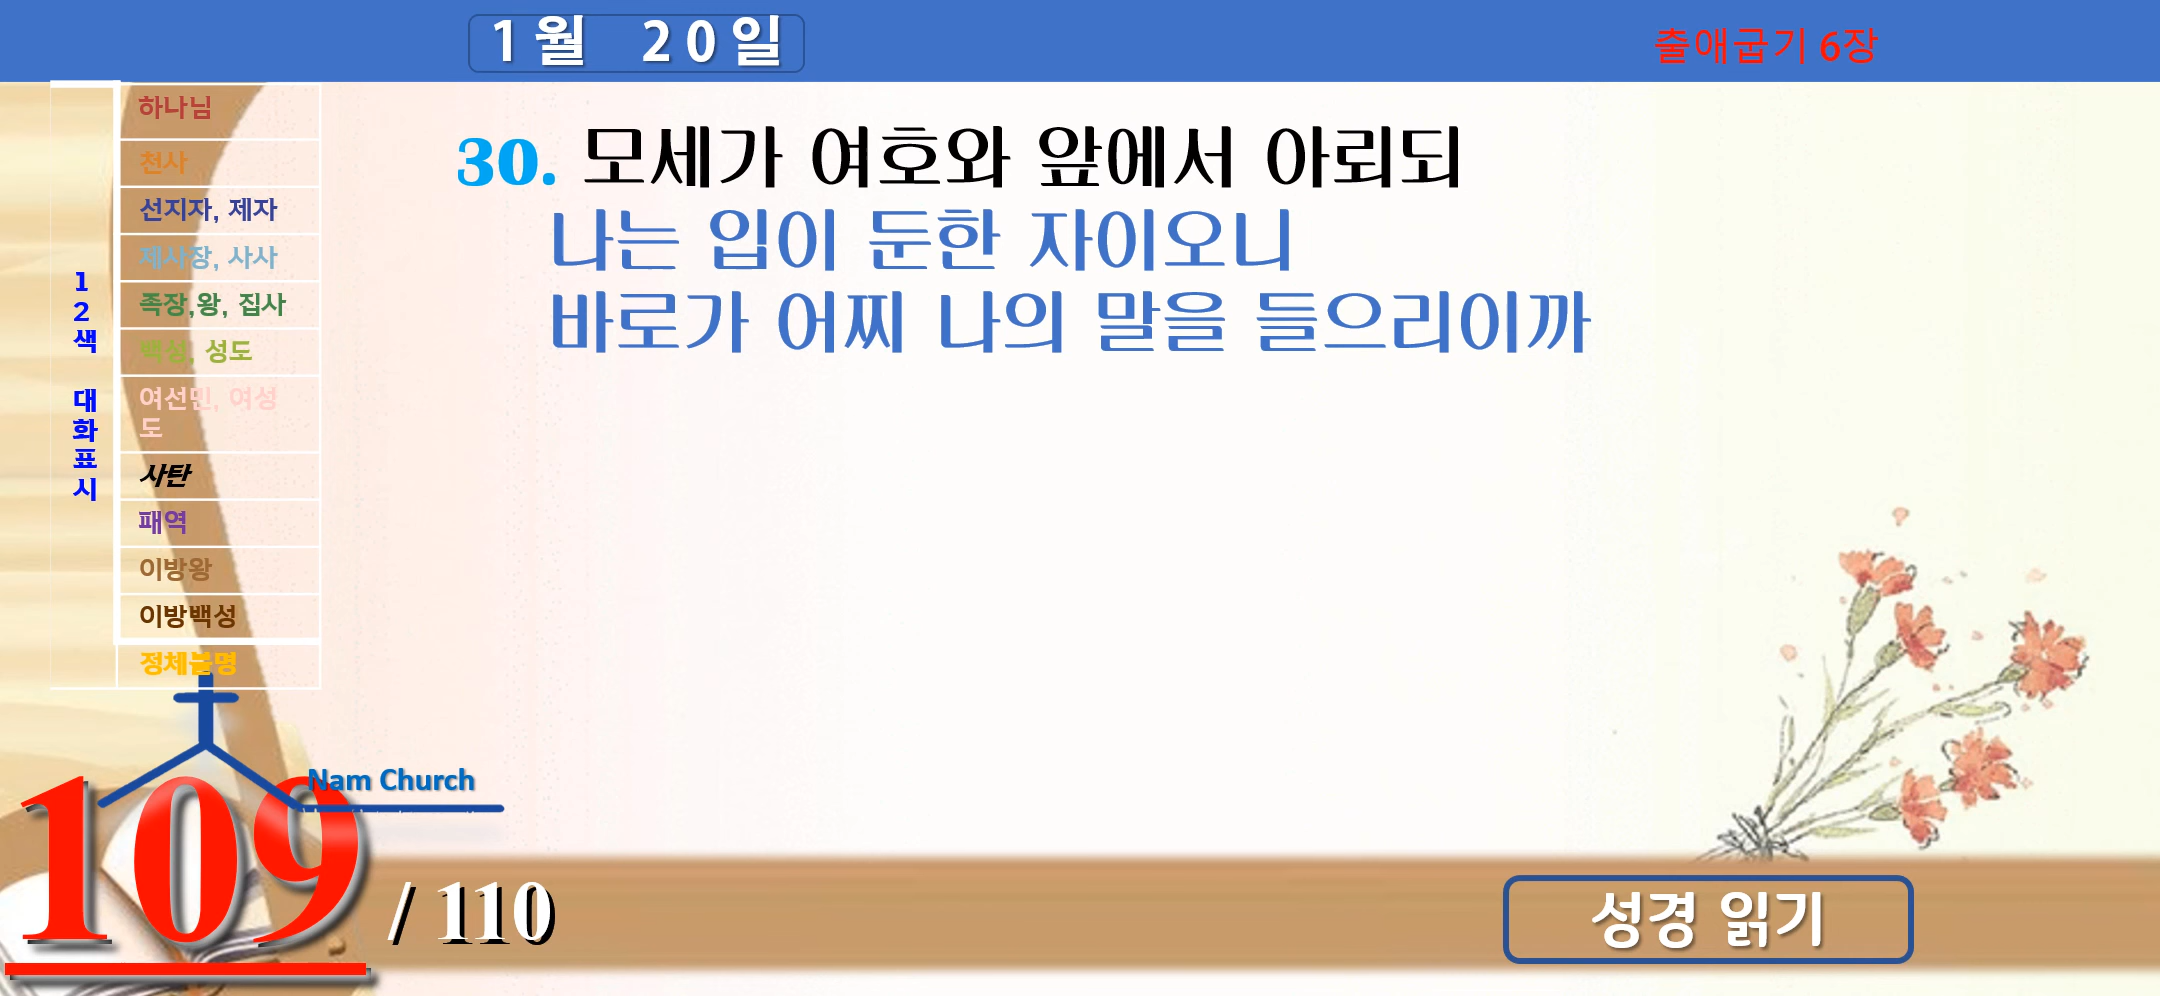 1월 20일
출애굽기 6장
12색 대화표시
하나님
천사
선지자, 제자
제사장, 사사
족장,왕, 집사
백성, 성도
여선민, 여성
도
사탄
패역
이방왕
이방백성
정체불명
30. 모세가 여호와 앞에서 아뢰되
나는 입이 둔한 자이오니
바로가 어찌 나의 말을 들으리이까
Nam Church
109 / 110
성경 읽기